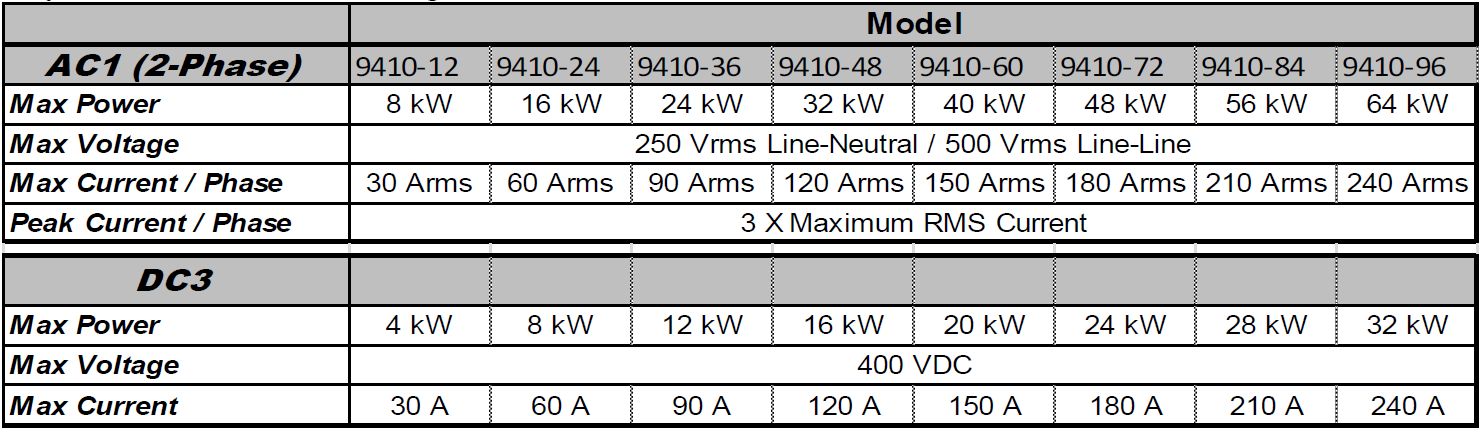 Model
AC1 (2-Phase) 9410-12 9410-24 9410-36 9410-48 9410-60 9410-72 9410-84 9410-96
Max Power 8 kW 16 kW 24 kW 32 kW 40 kW 48 kW 56 kW 64 kW
Max Voltage 250 Vrms Line-Neutral / 500 Vrms Line-Line
Max Current / Phase 30 Arms 60 Arms 90 Arms 120 Arms 150 Arms 180 Arms 210 Arms 240 Arms
Peak Current / Phase 3 X Maximum RMS Current
DC3
Max Power 4 kW 8 kW 12 kW 16 kW 20 kW 24 kW 28 kW 32 kW
Max Voltage 400 VDC
Max Current 30 A 60 A 90 A 120 A 150 A 180 A 210 A 240 A